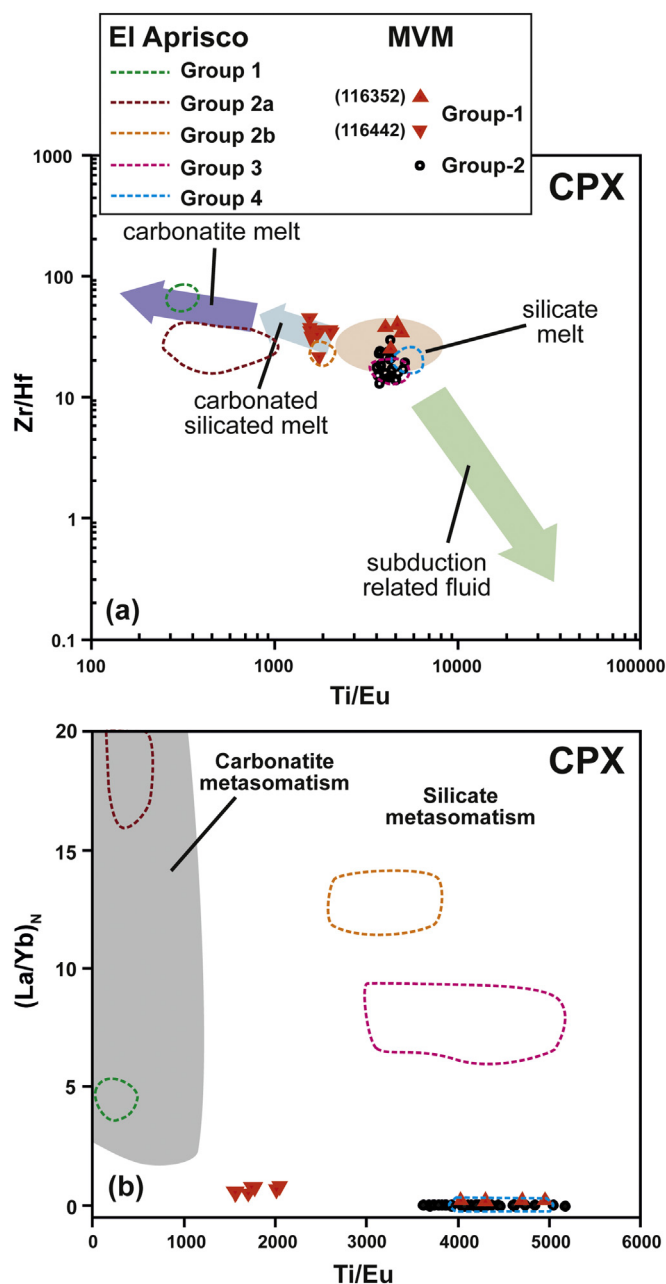 El Aprisco
MVM
Group 1
Group 2a
Group 2b
Group 3
Group 4
(116352)
Group-1
(116442)
Group-2
CPX
1000
100
10
1
0.1
Zr/Hf
carbonatite melt
silicate
melt
carbonated
silicated melt
subduction
related fluid
(a)
100
1000
10000
100000
Ti/Eu
20
15
10
5
0
(La/Yb)N
CPX
Carbonatite
metasomatism
Silicate
metasomatism
(b)
0
1000
2000
3000
4000
5000
6000
Ti/Eu